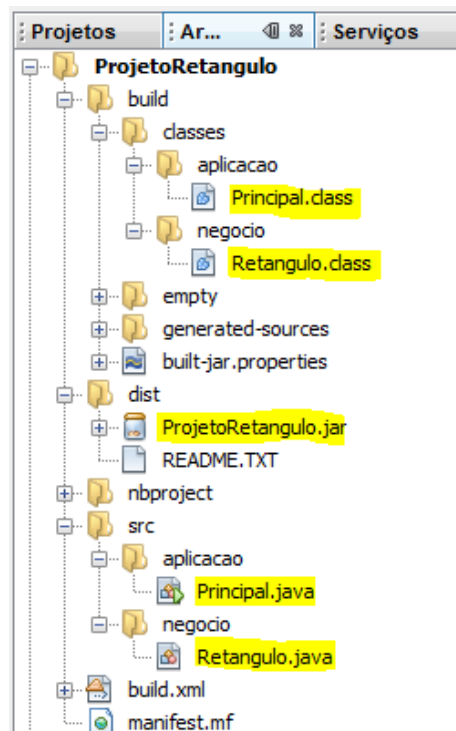 Projetos Ar... Serviços
ProjetoRetangulo
build
classes
aplicacao
Principal.class
negocio
Retangulo.class
empty
generated-sources
built-jar.properties
dist
ProjetoRetangulo.jar
README.TXT
nbproject
src
aplicacao
Principal.java
negocio
Retangulo.java
build.xml
manifest.mf